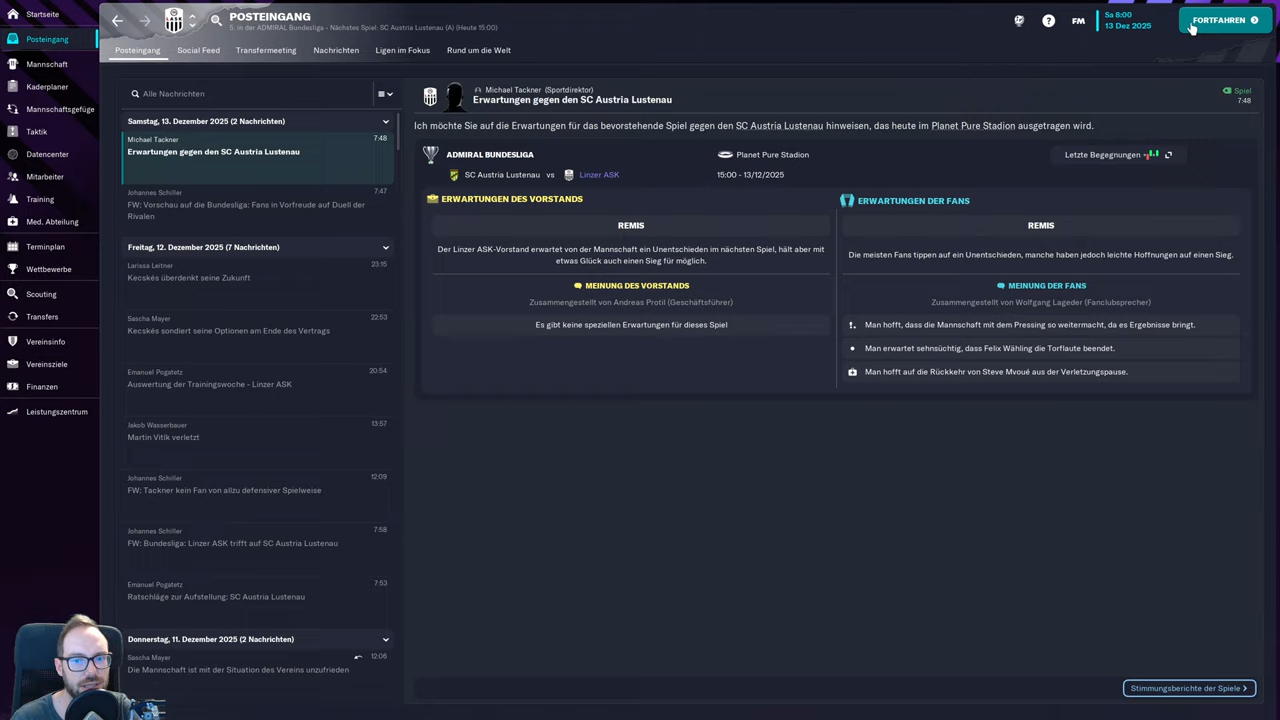 Startseite
Posteingang
Mannschaft
Kaderplaner
Mannschaftsgefüge
Taktik
Datencenter
Mitarbeiter
Training
Med. Abteilung
Terminplan
Wettbewerbe
Scouting
Transfers
Vereinsinfo
Vereinsziele
Finanzen
Leistungszentrum
POSTEINGANG
5. in der ADMIRAL Bundesliga - Nächstes Spiel: SC Austria Lustenau (A) (Heute 15:00)
?
FM
Sa 8:00
13 Dez 2025
FORTFAHREN
Posteingang
Social Feed
Transfermeeting
Nachrichten
Ligen im Fokus
Rund um die Welt
Alle Nachrichten
Samstag, 13. Dezember 2025 (2 Nachrichten)
Michael Tackner
7:48
Erwartungen gegen den SC Austria Lustenau
Johannes Schiller
7:47
FW: Vorschau auf die Bundesliga: Fans in Vorfreude auf Duell der
Rivalen
Freitag, 12. Dezember 2025 (7 Nachrichten)
Larissa Leitner
23:15
Kecskés überdenkt seine Zukunft
Sascha Mayer
22:53
Kecskés sondiert seine Optionen am Ende des Vertrags
Emanuel Pogatetz
20:54
Auswertung der Trainingswoche - Linzer ASK
Jakob Wasserbauer
13:57
Martin Vitík verletzt
Johannes Schiller
12:09
FW: Tackner kein Fan von allzu defensiver Spielweise
Johannes Schiller
7:58
FW: Bundesliga: Linzer ASK trifft auf SC Austria Lustenau
Emanuel Pogatetz
7:53
Ratschläge zur Aufstellung: SC Austria Lustenau
Donnerstag, 11. Dezember 2025 (2 Nachrichten)
Sascha Mayer
12:06
Die Mannschaft ist mit der Situation des Vereins unzufrieden
Michael Tackner (Sportdirektor)
Erwartungen gegen den SC Austria Lustenau
Spiel
7:48
Ich möchte Sie auf die Erwartungen für das bevorstehende Spiel gegen den SC Austria Lustenau hinweisen, das heute im Planet Pure Stadion ausgetragen wird.
ADMIRAL BUNDESLIGA
Planet Pure Stadion
Letzte Begegnungen
SC Austria Lustenau vs Linzer ASK
15:00 - 13/12/2025
ERWARTUNGEN DES VORSTANDS
REMIS
Der Linzer ASK-Vorstand erwartet von der Mannschaft ein Unentschieden im nächsten Spiel, hält aber mit
etwas Glück auch einen Sieg für möglich.
MEINUNG DES VORSTANDS
Zusammengestellt von Andreas Protil (Geschäftsführer)
Es gibt keine speziellen Erwartungen für dieses Spiel
ERWARTUNGEN DER FANS
REMIS
Die meisten Fans tippen auf ein Unentschieden, manche haben jedoch leichte Hoffnungen auf einen Sieg.
MEINUNG DER FANS
Zusammengestellt von Wolfgang Lageder (Fanclubsprecher)
Man hofft, dass die Mannschaft mit dem Pressing so weitermacht, da es Ergebnisse bringt.
Man erwartet sehnsüchtig, dass Felix Wähling die Torflaute beendet.
Man hofft auf die Rückkehr von Steve Mvoué aus der Verletzungspause.
Stimmungsberichte der Spiele